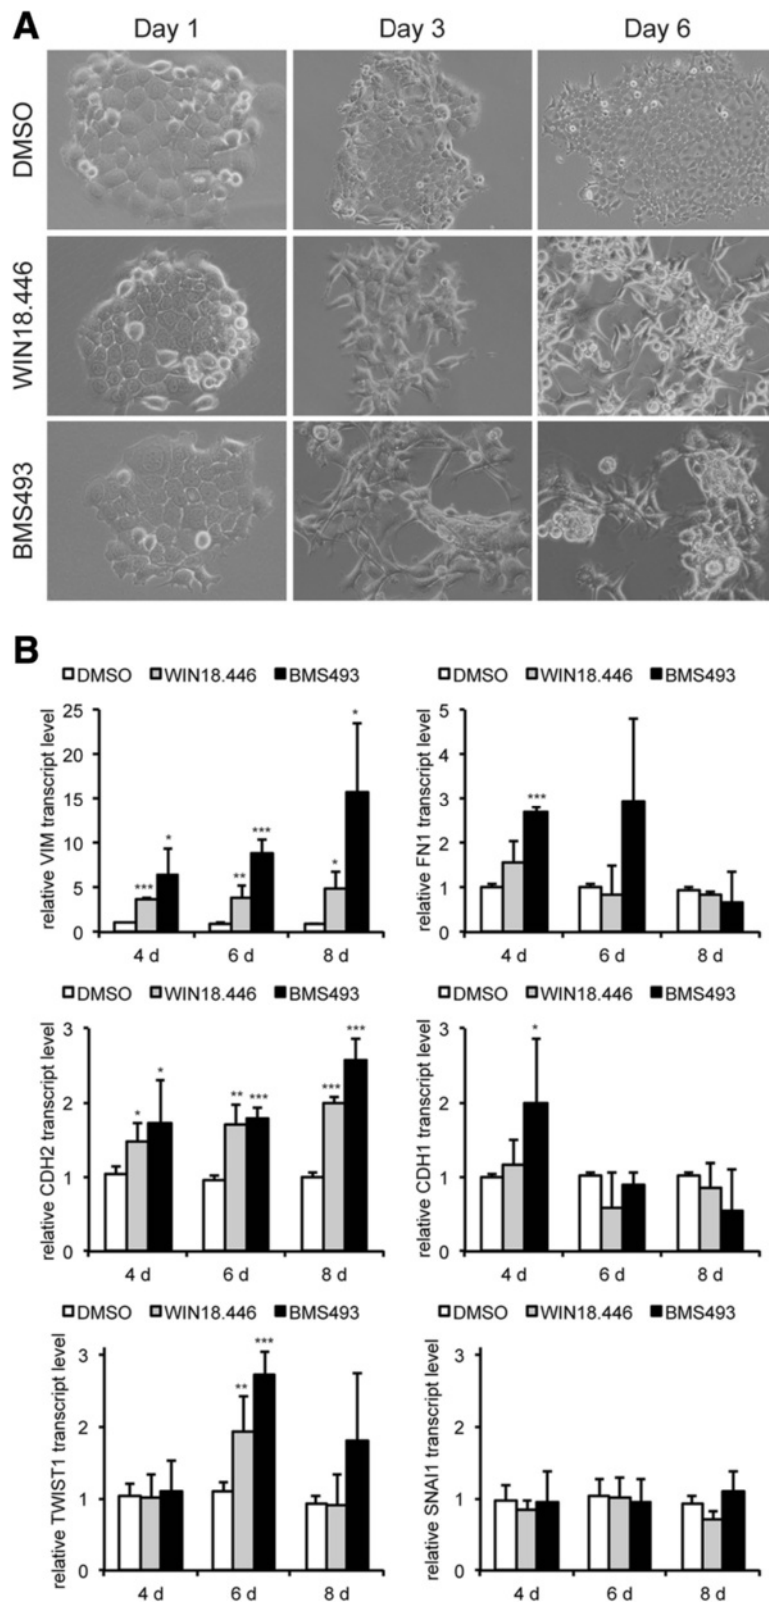 A
Day 1 Day 3 Day 6
DMSO
WIN18.446
BMS493
B
DMSO WIN18.446 BMS493
relative VIM transcript level
25
20
15
10
5
0
*** * ** *** * *
4 d 6 d 8 d
DMSO WIN18.446 BMS493
relative FN1 transcript level
5
4
3
2
1
0
***
4 d 6 d 8 d
DMSO WIN18.446 BMS493
relative CDH2 transcript level
3
2
1
0
* * ** *** *** ***
4 d 6 d 8 d
DMSO WIN18.446 BMS493
relative CDH1 transcript level
3
2
1
0
*
4 d 6 d 8 d
DMSO WIN18.446 BMS493
relative TWIST1 transcript level
3
2
1
0
** ***
4 d 6 d 8 d
DMSO WIN18.446 BMS493
relative SNAI1 transcript level
3
2
1
0
4 d 6 d 8 d